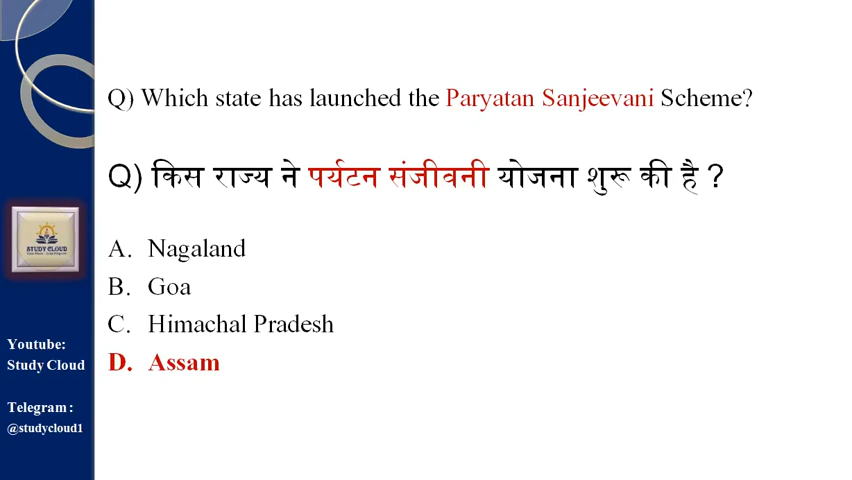 Q) Which state has launched the Paryatan Sanjeevani Scheme?
Q) किस राज्य ने पर्यटन संजीवनी योजना शुरू की है ?
A. Nagaland
B. Goa
C. Himachal Pradesh
D. Assam
STUDY CLOUD
Youtube:
Study Cloud
Telegram :
@studycloud1